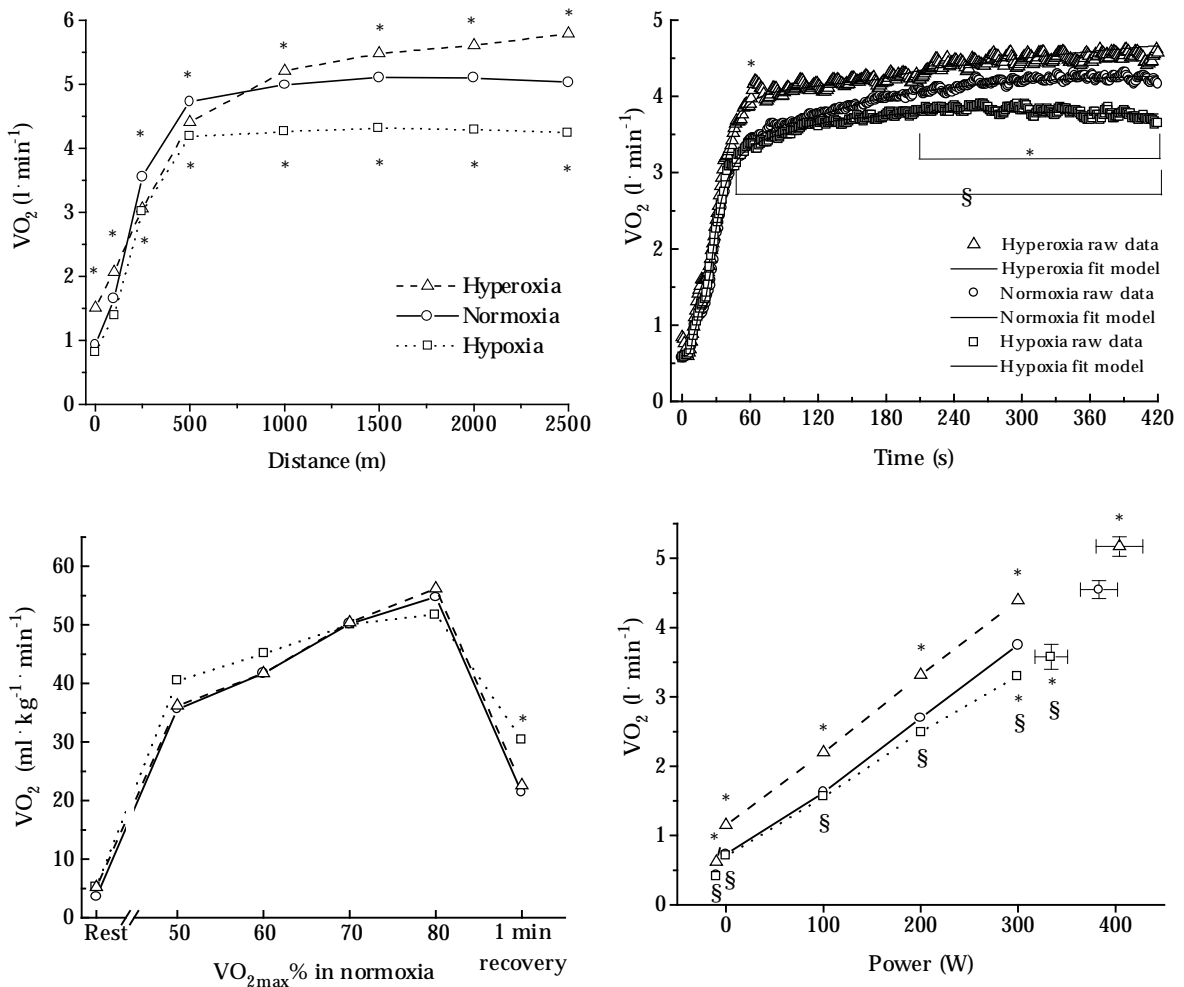 6
5
4
3
2
1
0
VO2 (l·min-1)
* * * * * * * *
* * * * * *
Hyperoxia
Normoxia
Hypoxia
0 500 1000 1500 2000 2500
Distance (m)
5
4
3
2
1
0
VO2 (l·min-1)
*
*
§
Hyperoxia raw data
Hyperoxia fit model
Normoxia raw data
Normoxia fit model
Hypoxia raw data
Hypoxia fit model
0 60 120 180 240 300 360 420
Time (s)
60
50
40
30
20
10
0
VO2 (ml·kg-1·min-1)
*
Rest 50 60 70 80 1 min
recovery
VO2max% in normoxia
5
4
3
2
1
0
VO2 (l·min-1)
* * * * * *
* *
§ § § § § §
0 100 200 300 400
Power (W)